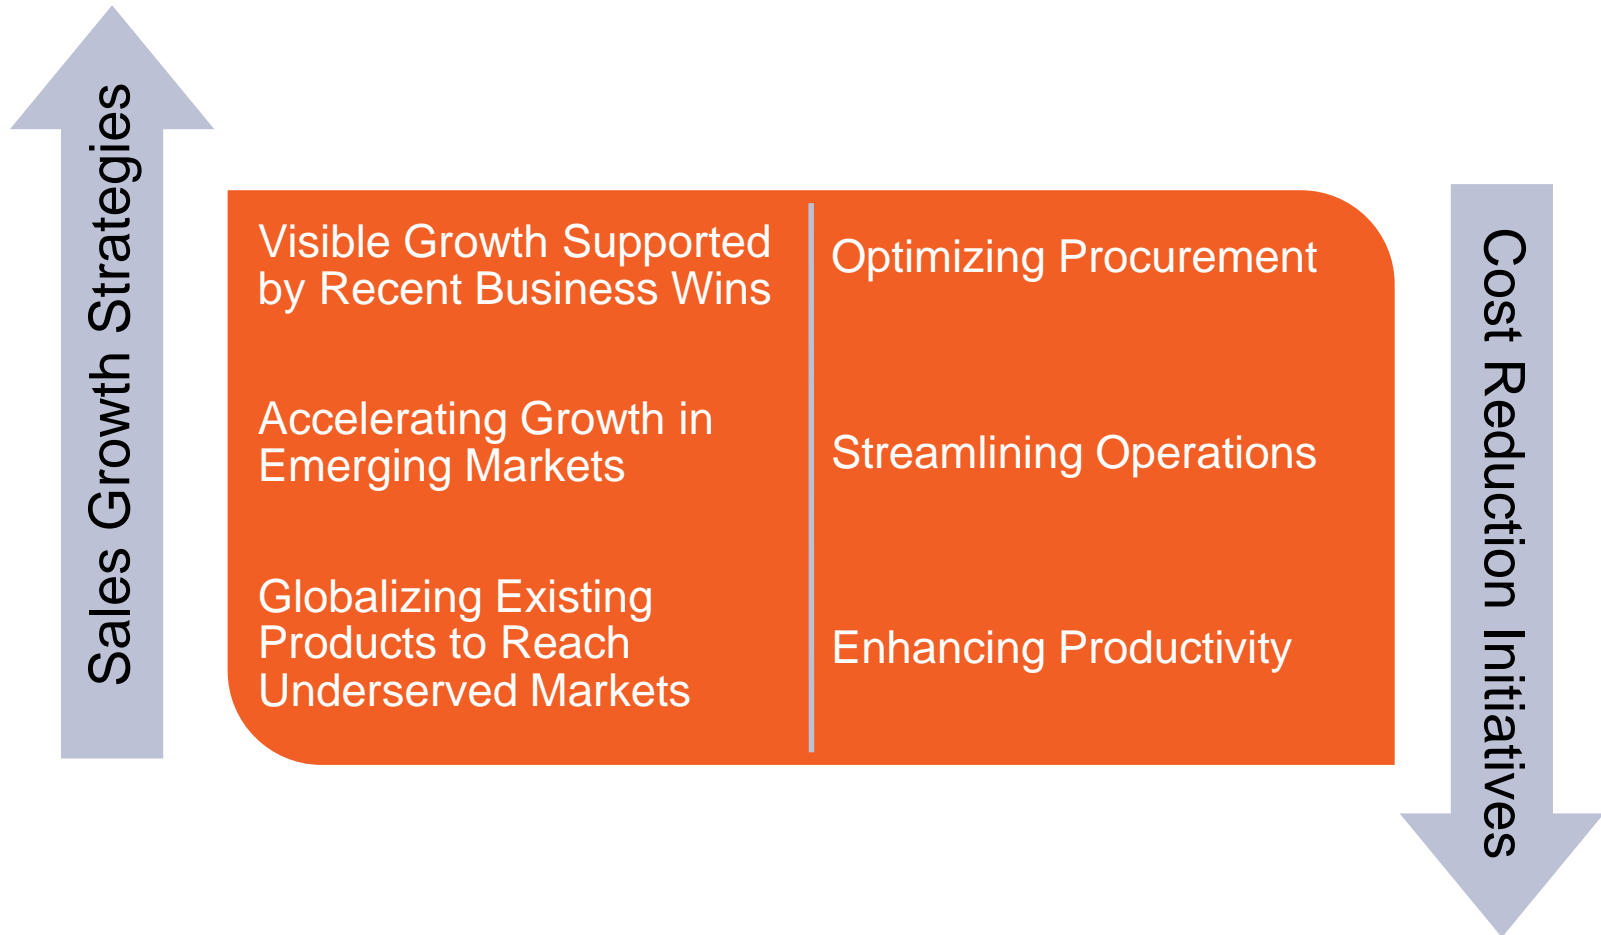 Sales Growth Strategies
Visible Growth Supported
by Recent Business Wins
Accelerating Growth in
Emerging Markets
Globalizing Existing
Products to Reach
Underserved Markets
Optimizing Procurement
Streamlining Operations
Enhancing Productivity
Cost Reduction Initiatives